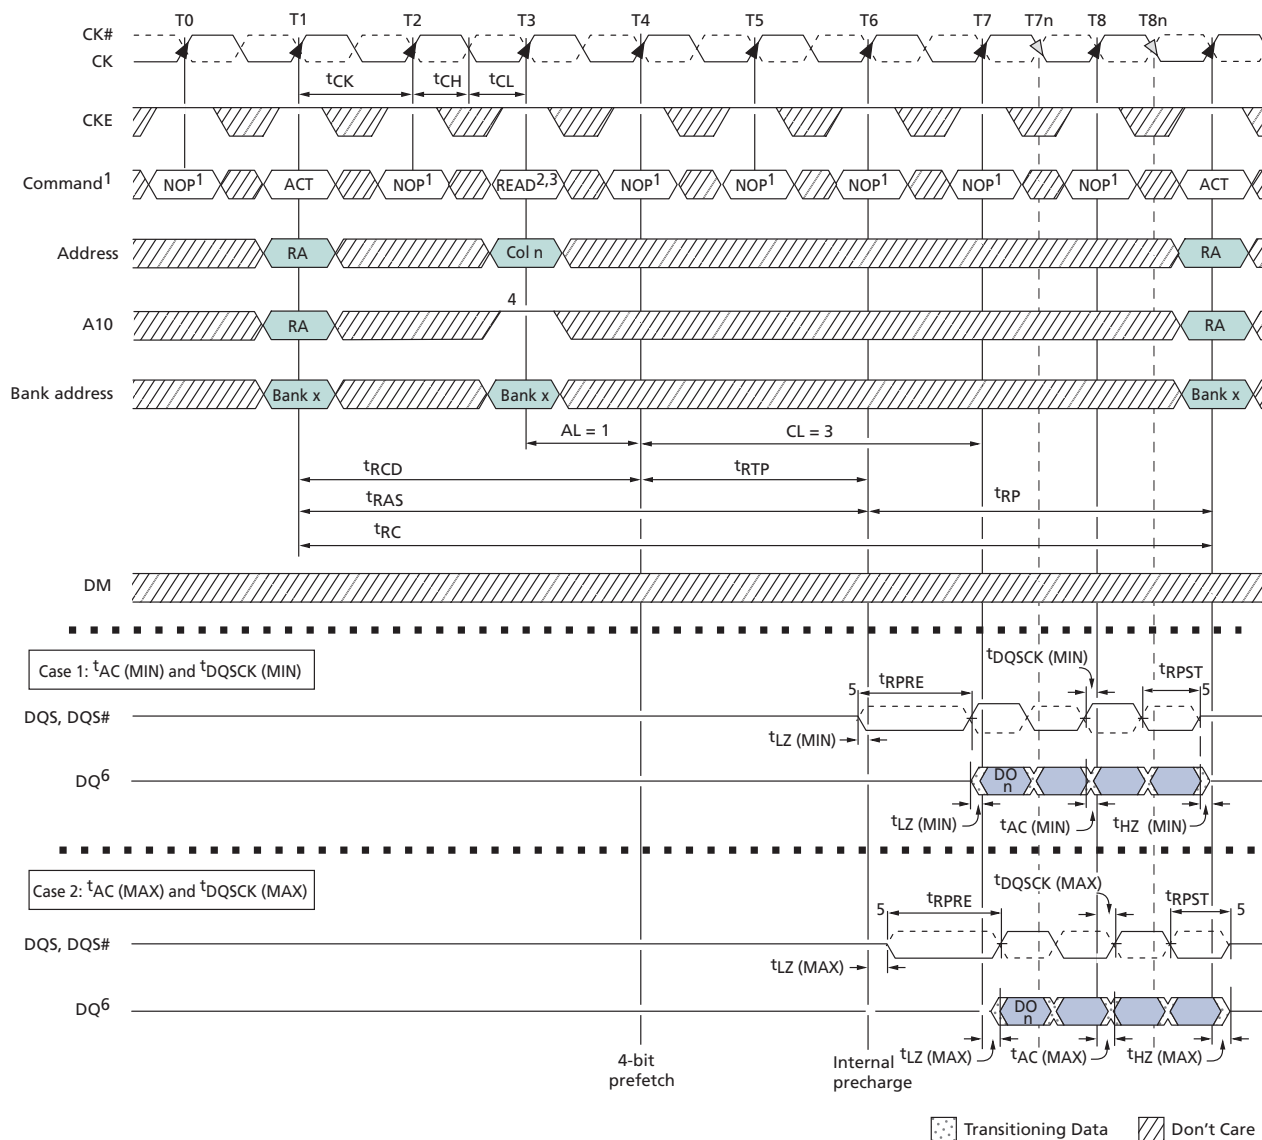 T0 T1 T2 T3 T4 T5 T6 T7 T7n T8 T8n
CK#
CK
tCK tCH tCL
CKE
Command1 NOP1 ACT NOP1 READ2,3 NOP1 NOP1 NOP1 NOP1 NOP1 ACT
Address RA Col n RA
4
A10 RA RA
Bank address Bank x Bank x Bank x
AL = 1 CL = 3
tRCD tRTP
tRAS tRP
tRC
DM
Case 1: tAC (MIN) and tDQSCK (MIN)
tDQSCK (MIN)
5 tRPRE tRPST 5
DQS, DQS#
tLZ (MIN)
DQ6 DO n
tLZ (MIN) tAC (MIN) tHZ (MIN)
Case 2: tAC (MAX) and tDQSCK (MAX)
tDQSCK (MAX)
5 tRPRE tRPST 5
DQS, DQS#
tLZ (MAX)
DQ6 DO n
tLZ (MAX) tAC (MAX) tHZ (MAX)
4-bit
prefetch
Internal
precharge
Transitioning Data Don't Care